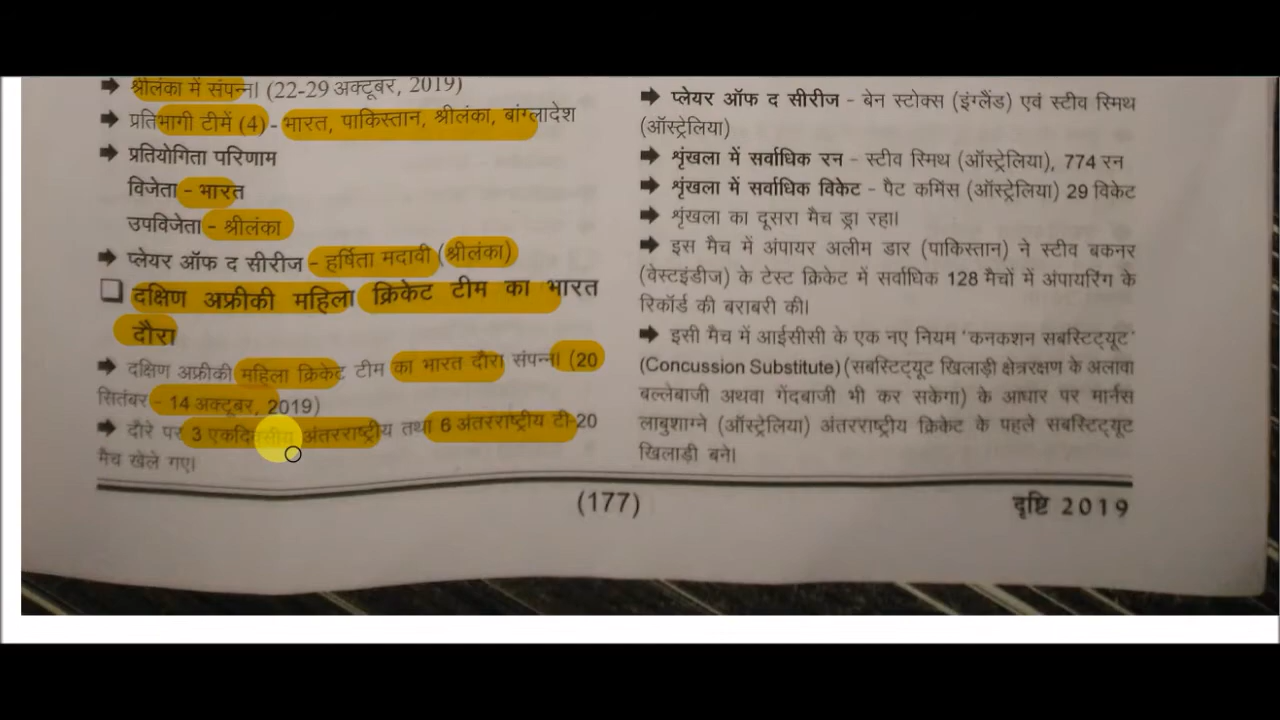 ➡ श्रीलंका में संपन्न। (22-29 अक्टूबर, 2019)
➡ प्रतिभागी टीमें (4) - भारत, पाकिस्तान, श्रीलंका, बांग्लादेश
➡ प्रतियोगिता परिणाम
विजेता - भारत
उपविजेता - श्रीलंका
➡ प्लेयर ऑफ द सीरीज - हर्षिता मदावी (श्रीलंका)
❑ दक्षिण अफ्रीकी महिला क्रिकेट टीम का भारत
दौरा
➡ दक्षिण अफ्रीकी महिला क्रिकेट टीम का भारत दौरा संपन्न। (20
सितंबर - 14 अक्टूबर, 2019)
➡ दौरे पर 3 एकदिवसीय अंतरराष्ट्रीय तथा 6 अंतरराष्ट्रीय टी-20
मैच खेले गए।
➡ प्लेयर ऑफ द सीरीज - बेन स्टोक्स (इंग्लैंड) एवं स्टीव स्मिथ
(ऑस्ट्रेलिया)
➡ शृंखला में सर्वाधिक रन - स्टीव स्मिथ (ऑस्ट्रेलिया), 774 रन
➡ शृंखला में सर्वाधिक विकेट - पैट कमिंस (ऑस्ट्रेलिया) 29 विकेट
➡ शृंखला का दूसरा मैच ड्रा रहा।
➡ इस मैच में अंपायर अलीम डार (पाकिस्तान) ने स्टीव बकनर
(वेस्टइंडीज) के टेस्ट क्रिकेट में सर्वाधिक 128 मैचों में अंपायरिंग के
रिकॉर्ड की बराबरी की।
➡ इसी मैच में आईसीसी के एक नए नियम 'कनकशन सबस्टिट्यूट'
(Concussion Substitute) (सबस्टिट्यूट खिलाड़ी क्षेत्ररक्षण के अलावा
बल्लेबाजी अथवा गेंदबाजी भी कर सकेगा) के आधार पर मार्नस
लाबुशाग्ने (ऑस्ट्रेलिया) अंतरराष्ट्रीय क्रिकेट के पहले सबस्टिट्यूट
खिलाड़ी बने।
(177)
दृष्टि 2019